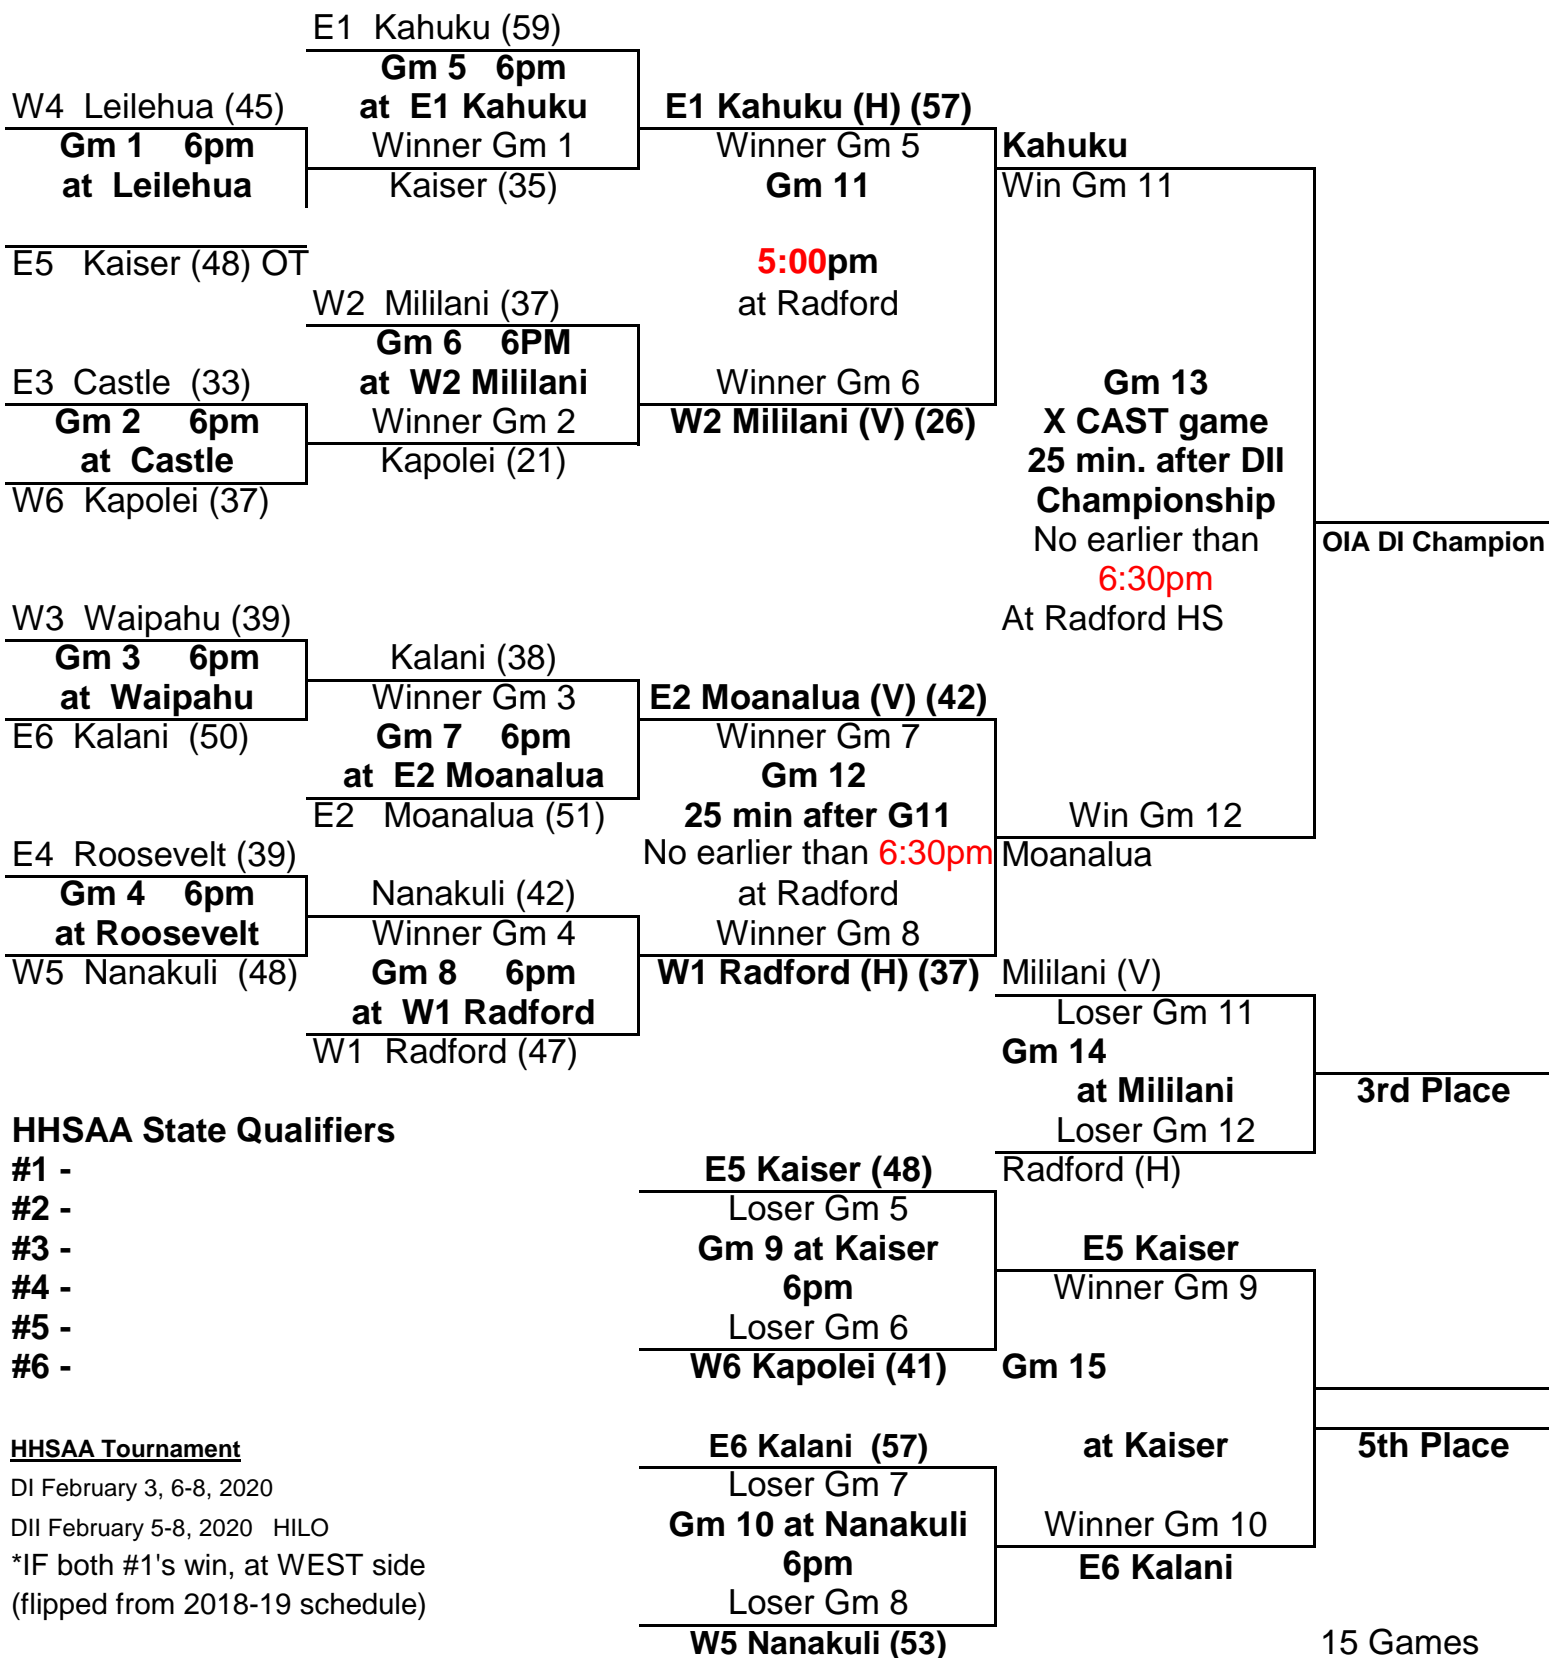 E1 Kahuku (59)
Gm 5 6pm
at E1 Kahuku
Winner Gm 1
Kaiser (35)
W4 Leilehua (45)
Gm 1 6pm
at Leilehua
E5 Kaiser (48) OT
E1 Kahuku (H) (57)
Winner Gm 5
Gm 11
5:00pm
at Radford
Winner Gm 6
W2 Mililani (V) (26)
Kahuku
Win Gm 11
W2 Mililani (37)
Gm 6 6PM
at W2 Mililani
Winner Gm 2
Kapolei (21)
E3 Castle (33)
Gm 2 6pm
at Castle
W6 Kapolei (37)
Gm 13
X CAST game
25 min. after DII
Championship
No earlier than
6:30pm
At Radford HS
OIA DI Champion
W3 Waipahu (39)
Gm 3 6pm
at Waipahu
E6 Kalani (50)
Kalani (38)
Winner Gm 3
Gm 7 6pm
at E2 Moanalua
E2 Moanalua (51)
E2 Moanalua (V) (42)
Winner Gm 7
Gm 12
25 min after G11
No earlier than 6:30pm
at Radford
Winner Gm 8
W1 Radford (H) (37)
Win Gm 12
Moanalua
E4 Roosevelt (39)
Gm 4 6pm
at Roosevelt
W5 Nanakuli (48)
Nanakuli (42)
Winner Gm 4
Gm 8 6pm
at W1 Radford
W1 Radford (47)
Mililani (V)
Loser Gm 11
Gm 14
at Mililani
Loser Gm 12
Radford (H)
3rd Place
HHSAA State Qualifiers
#1 -
#2 -
#3 -
#4 -
#5 -
#6 -
E5 Kaiser (48)
Loser Gm 5
Gm 9 at Kaiser
6pm
Loser Gm 6
W6 Kapolei (41)
E5 Kaiser
Winner Gm 9
Gm 15
at Kaiser
Winner Gm 10
E6 Kalani
5th Place
E6 Kalani (57)
Loser Gm 7
Gm 10 at Nanakuli
6pm
Loser Gm 8
W5 Nanakuli (53)
HHSAA Tournament
DI February 3, 6-8, 2020
DII February 5-8, 2020 HILO
*IF both #1's win, at WEST side
(flipped from 2018-19 schedule)
15 Games